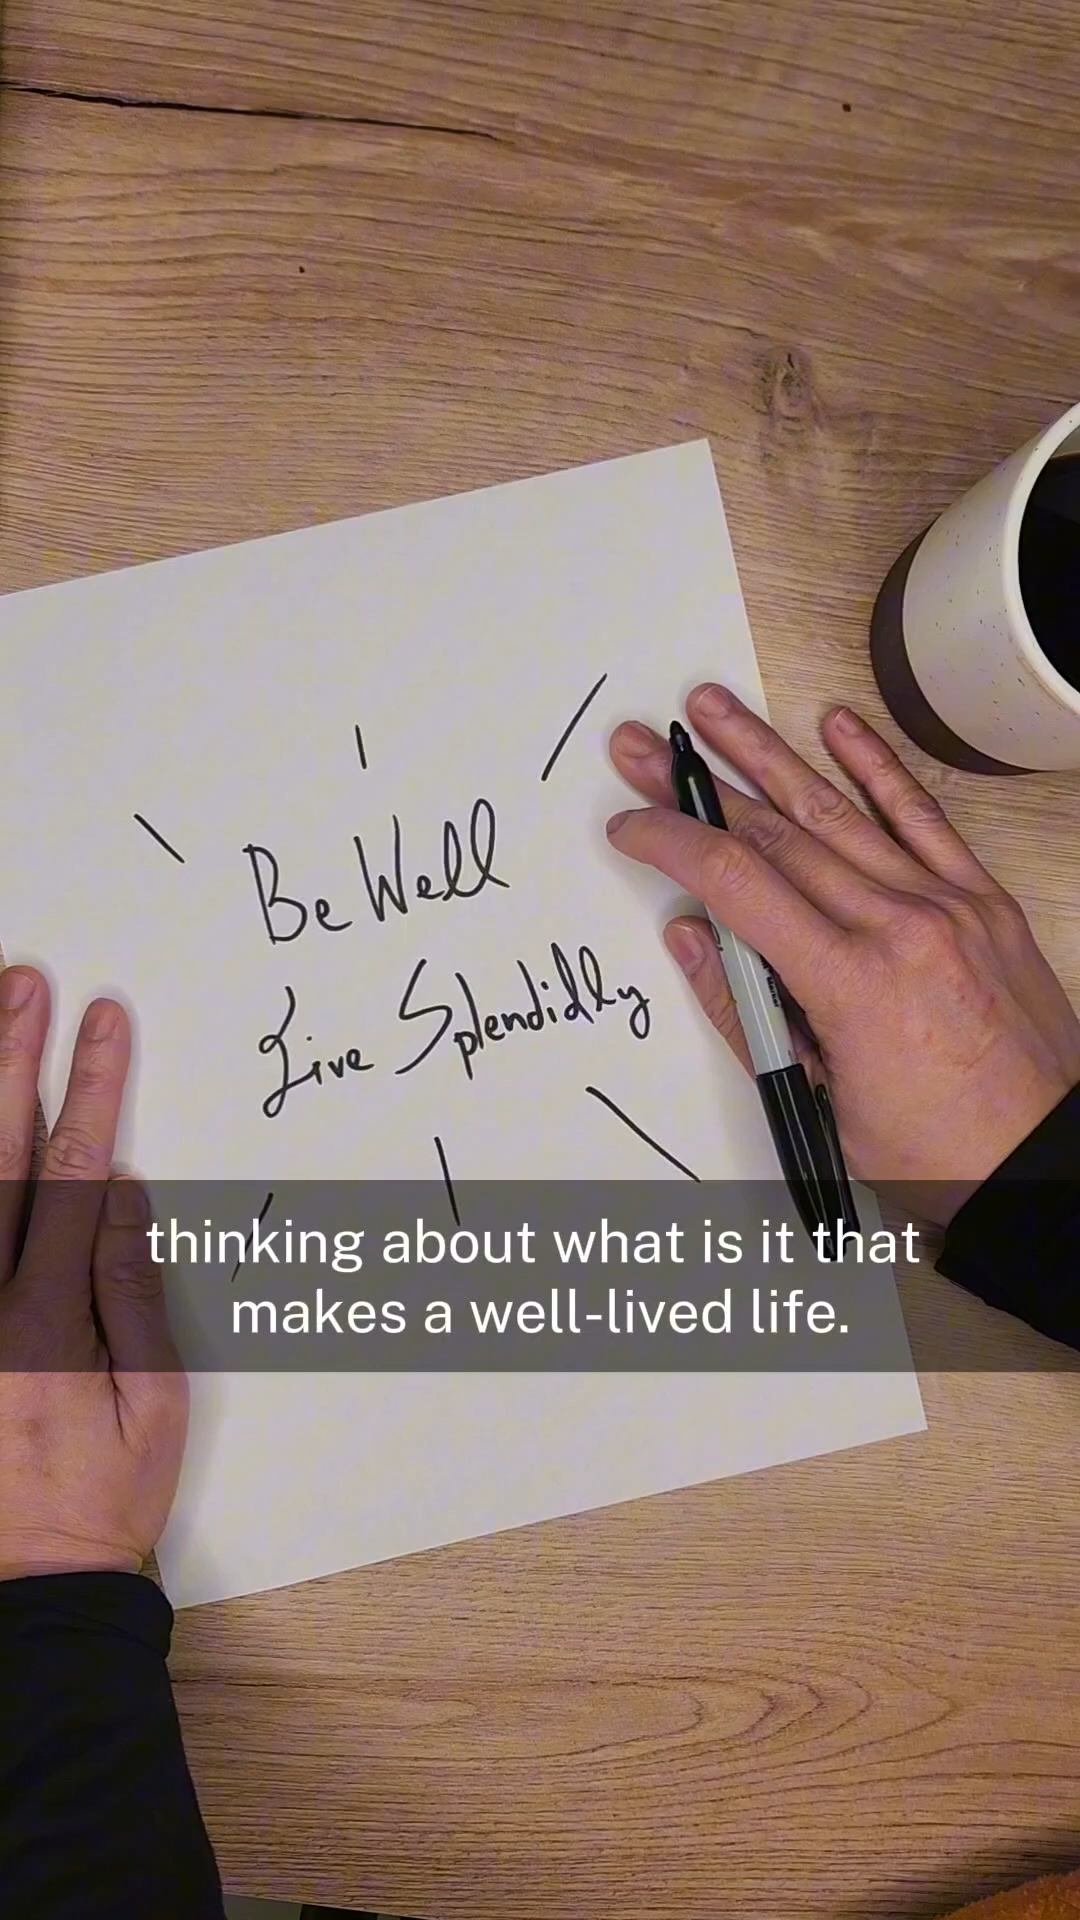 Be Well
Live Splendidly
thinking about what is it that
makes a well-lived life.